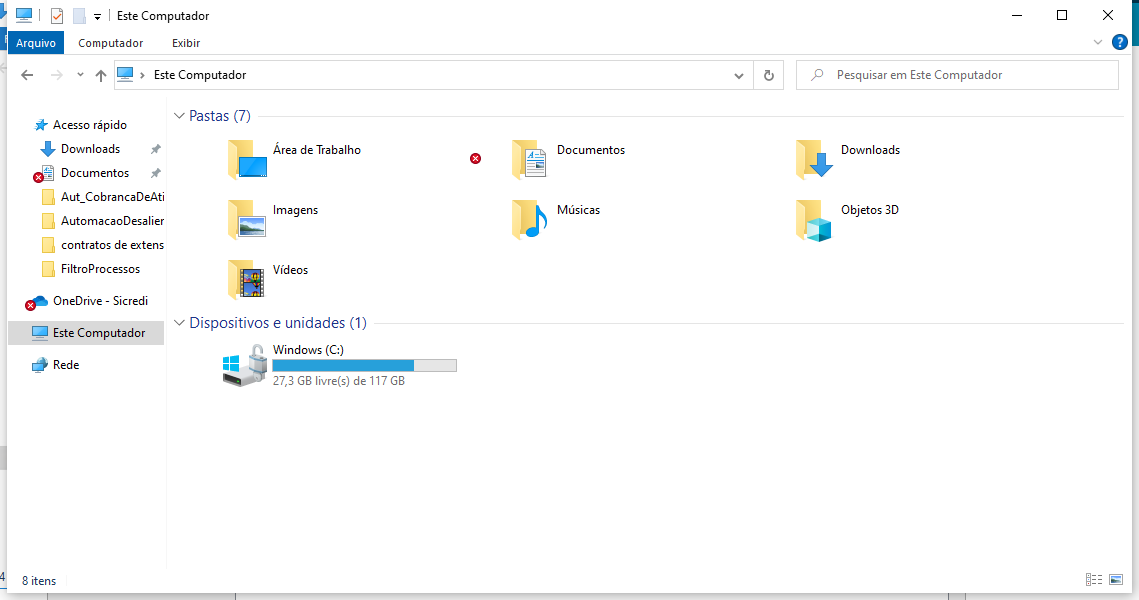 Este Computador
Arquivo Computador Exibir
Este Computador
Pesquisar em Este Computador
Acesso rápido
Downloads
Documentos
Aut_CobrancaDeAti
AutomacaoDesalier
contratos de extens
FiltroProcessos
OneDrive - Sicredi
Este Computador
Rede
Pastas (7)
Área de Trabalho
Documentos
Downloads
Imagens
Músicas
Objetos 3D
Vídeos
Dispositivos e unidades (1)
Windows (C:)
27,3 GB livre(s) de 117 GB
8 itens